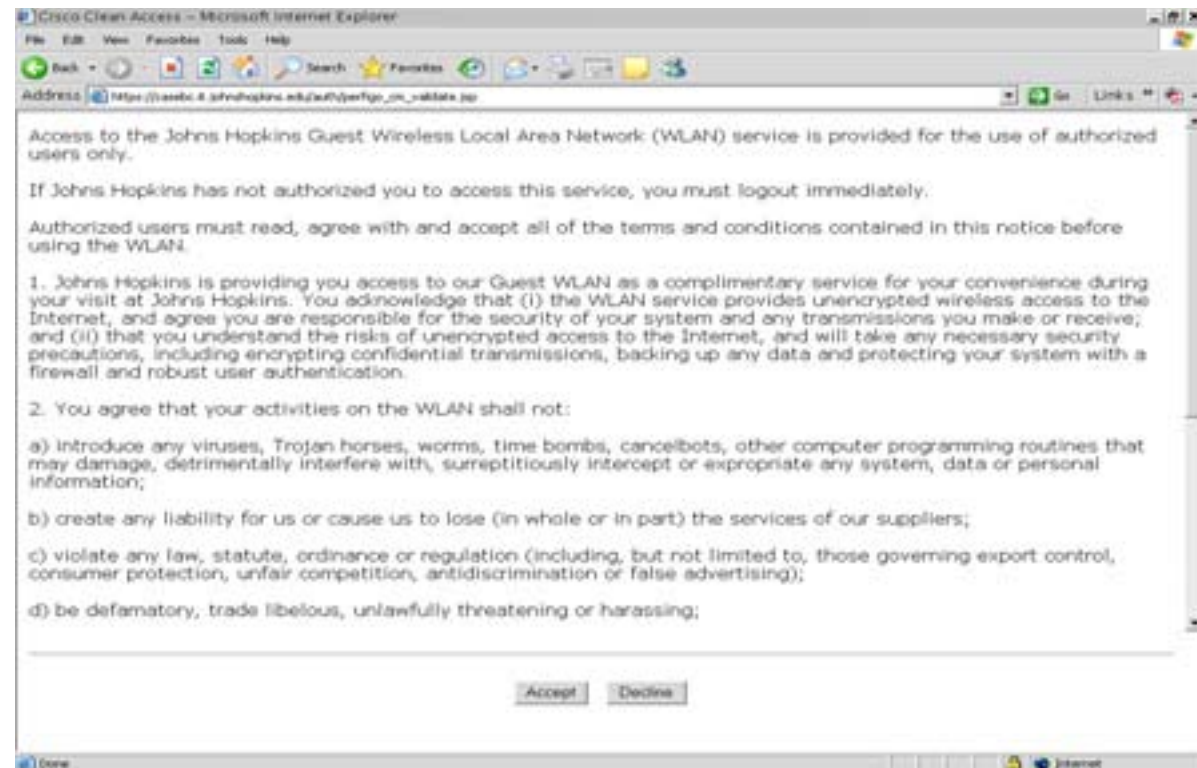 Cisco Clean Access - Microsoft Internet Explorer
File Edit View Favorites Tools Help
Back Search Favorites
Address Go Links
Access to the Johns Hopkins Guest Wireless Local Area Network (WLAN) service is provided for the use of authorized
users only.
If Johns Hopkins has not authorized you to access this service, you must logout immediately.
Authorized users must read, agree with and accept all of the terms and conditions contained in this notice before
using the WLAN.
1. Johns Hopkins is providing you access to our Guest WLAN as a complimentary service for your convenience during
your visit at Johns Hopkins. You acknowledge that (i) the WLAN service provides unencrypted wireless access to the
Internet, and agree you are responsible for the security of your system and any transmissions you make or receive;
and (ii) that you understand the risks of unencrypted access to the Internet, and will take any necessary security
precautions, including encrypting confidential transmissions, backing up any data and protecting your system with a
firewall and robust user authentication.
2. You agree that your activities on the WLAN shall not:
a) introduce any viruses, Trojan horses, worms, time bombs, cancelbots, other computer programming routines that
may damage, detrimentally interfere with, surreptitiously intercept or expropriate any system, data or personal
information;
b) create any liability for us or cause us to lose (in whole or in part) the services of our suppliers;
c) violate any law, statute, ordinance or regulation (including, but not limited to, those governing export control,
consumer protection, unfair competition, antidiscrimination or false advertising);
d) be defamatory, trade libelous, unlawfully threatening or harassing;
Accept Decline
Done Internet